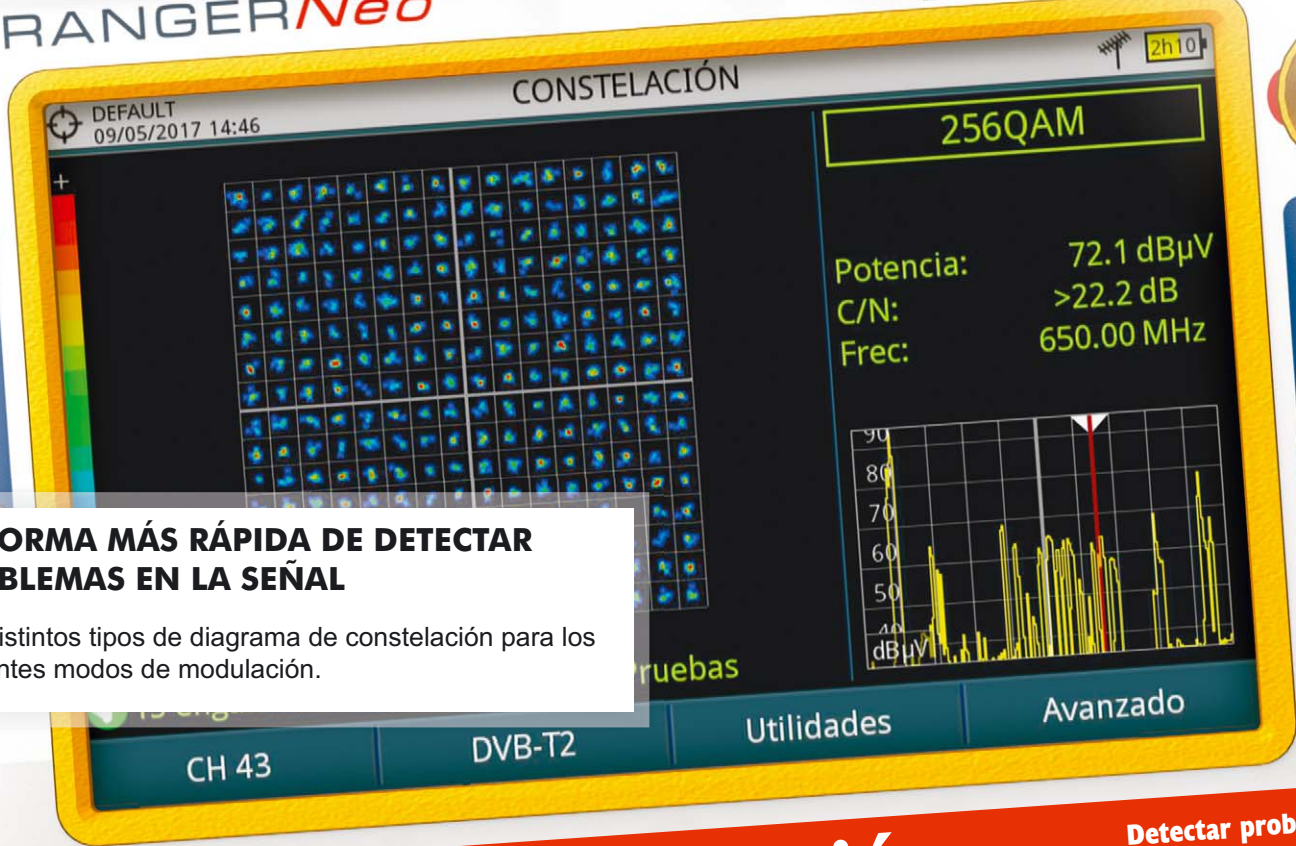 RANGERNeo
DEFAULT
09/05/2017 14:46
CONSTELACIÓN
2h10
+
256QAM
Potencia: 72.1 dBµV
C/N: >22.2 dB
Frec: 650.00 MHz
90
80
70
60
50
40
dBµV
ORMA MÁS RÁPIDA DE DETECTAR
BLEMAS EN LA SEÑAL
istintos tipos de diagrama de constelación para los
ntes modos de modulación.
ruebas
CH 43
DVB-T2
Utilidades
Avanzado
Detectar prob